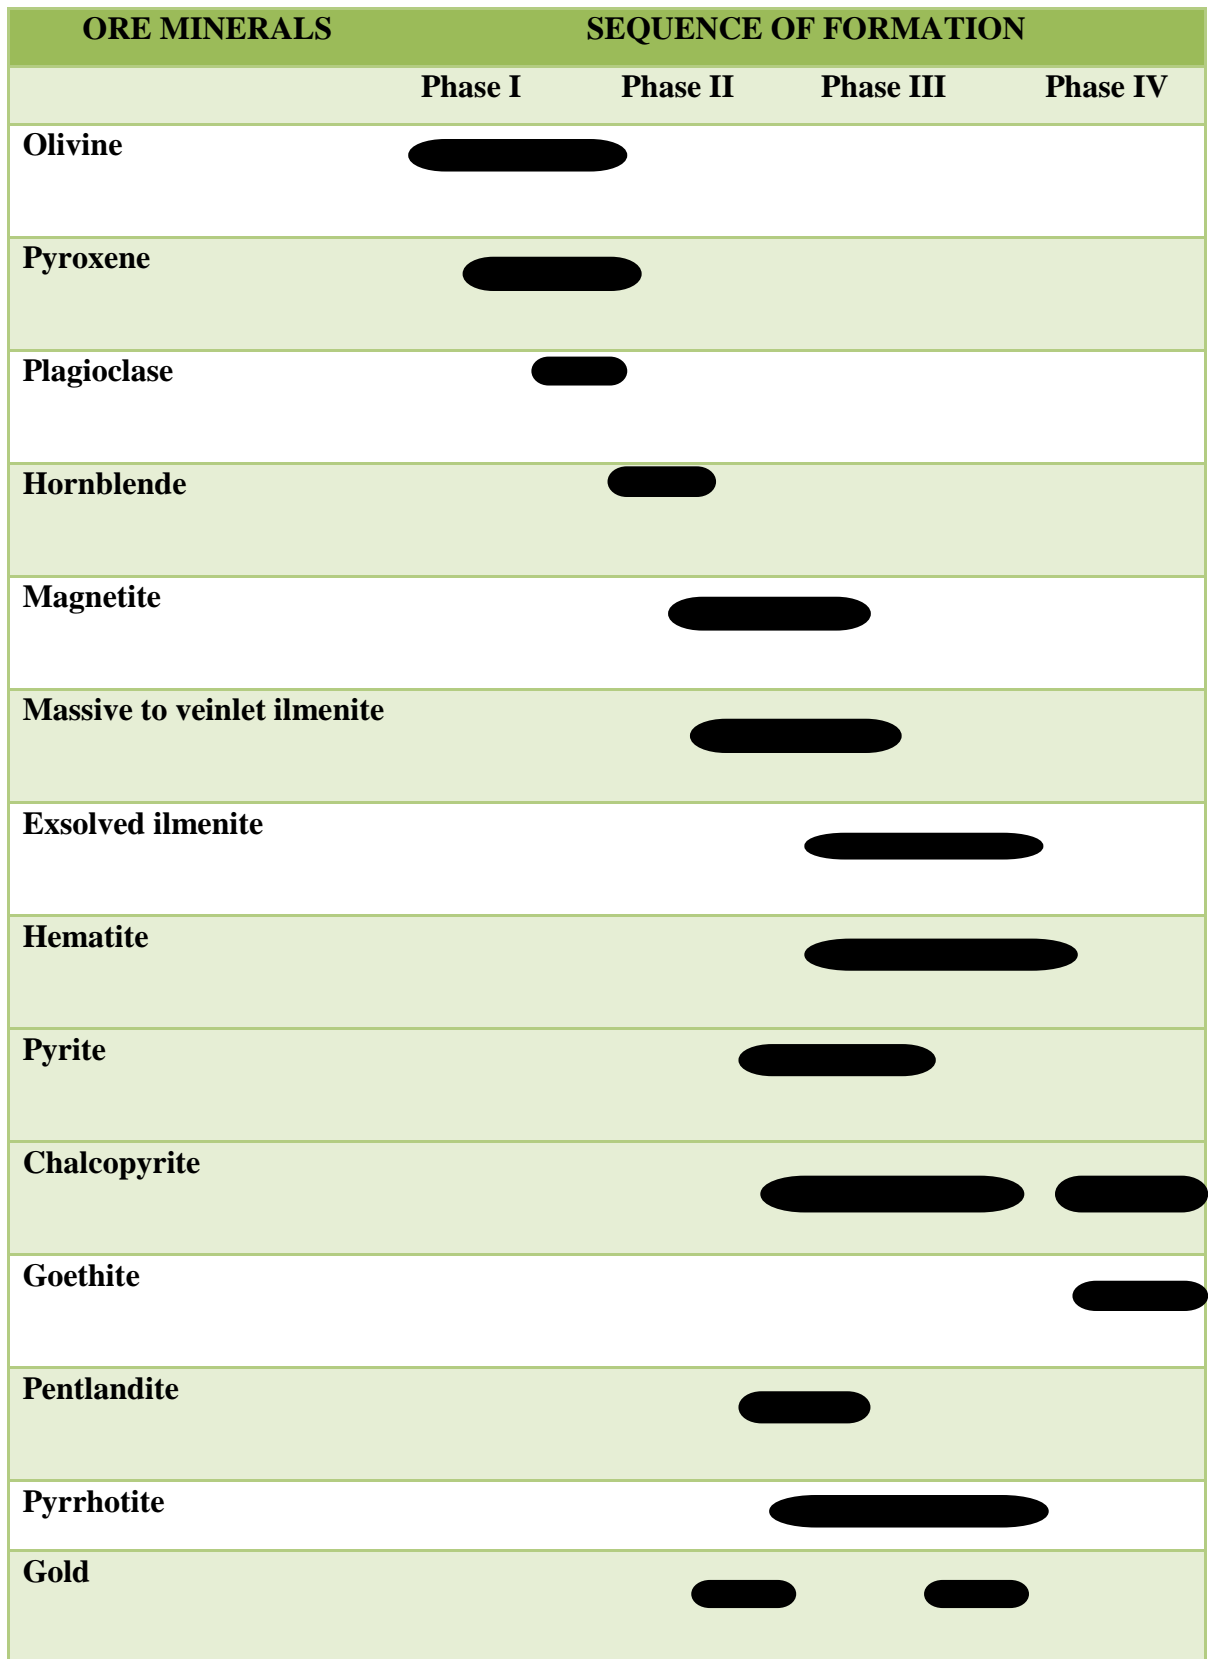 ORE MINERALS SEQUENCE OF FORMATION
Phase I Phase II Phase III Phase IV
Olivine
Pyroxene
Plagioclase
Hornblende
Magnetite
Massive to veinlet ilmenite
Exsolved ilmenite
Hematite
Pyrite
Chalcopyrite
Goethite
Pentlandite
Pyrrhotite
Gold